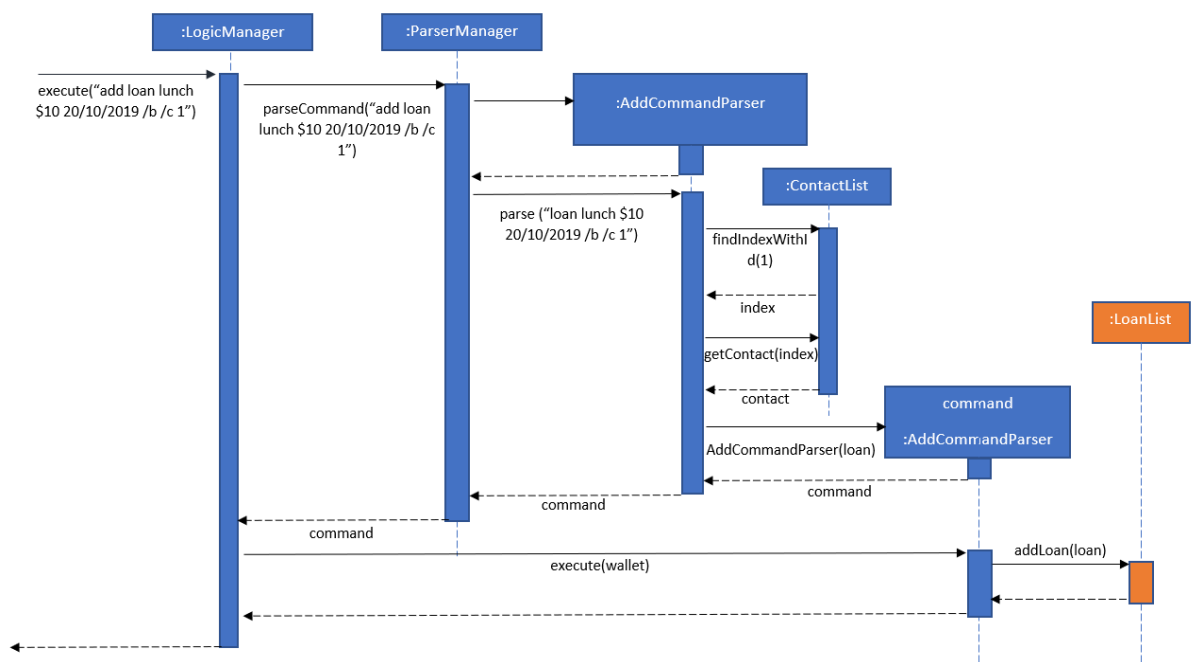 :LogicManager
:ParserManager
execute(“add loan lunch
$10 20/10/2019 /b /c 1”)
parseCommand(“add loan
lunch $10 20/10/2019 /b /c
1”)
:AddCommandParser
:ContactList
parse (“loan lunch $10
20/10/2019 /b /c 1”)
findIndexWithI
d(1)
index
:LoanList
getContact(index)
contact
command
:AddCommandParser
AddCommandParser(loan)
command
command
command
execute(wallet)
addLoan(loan)